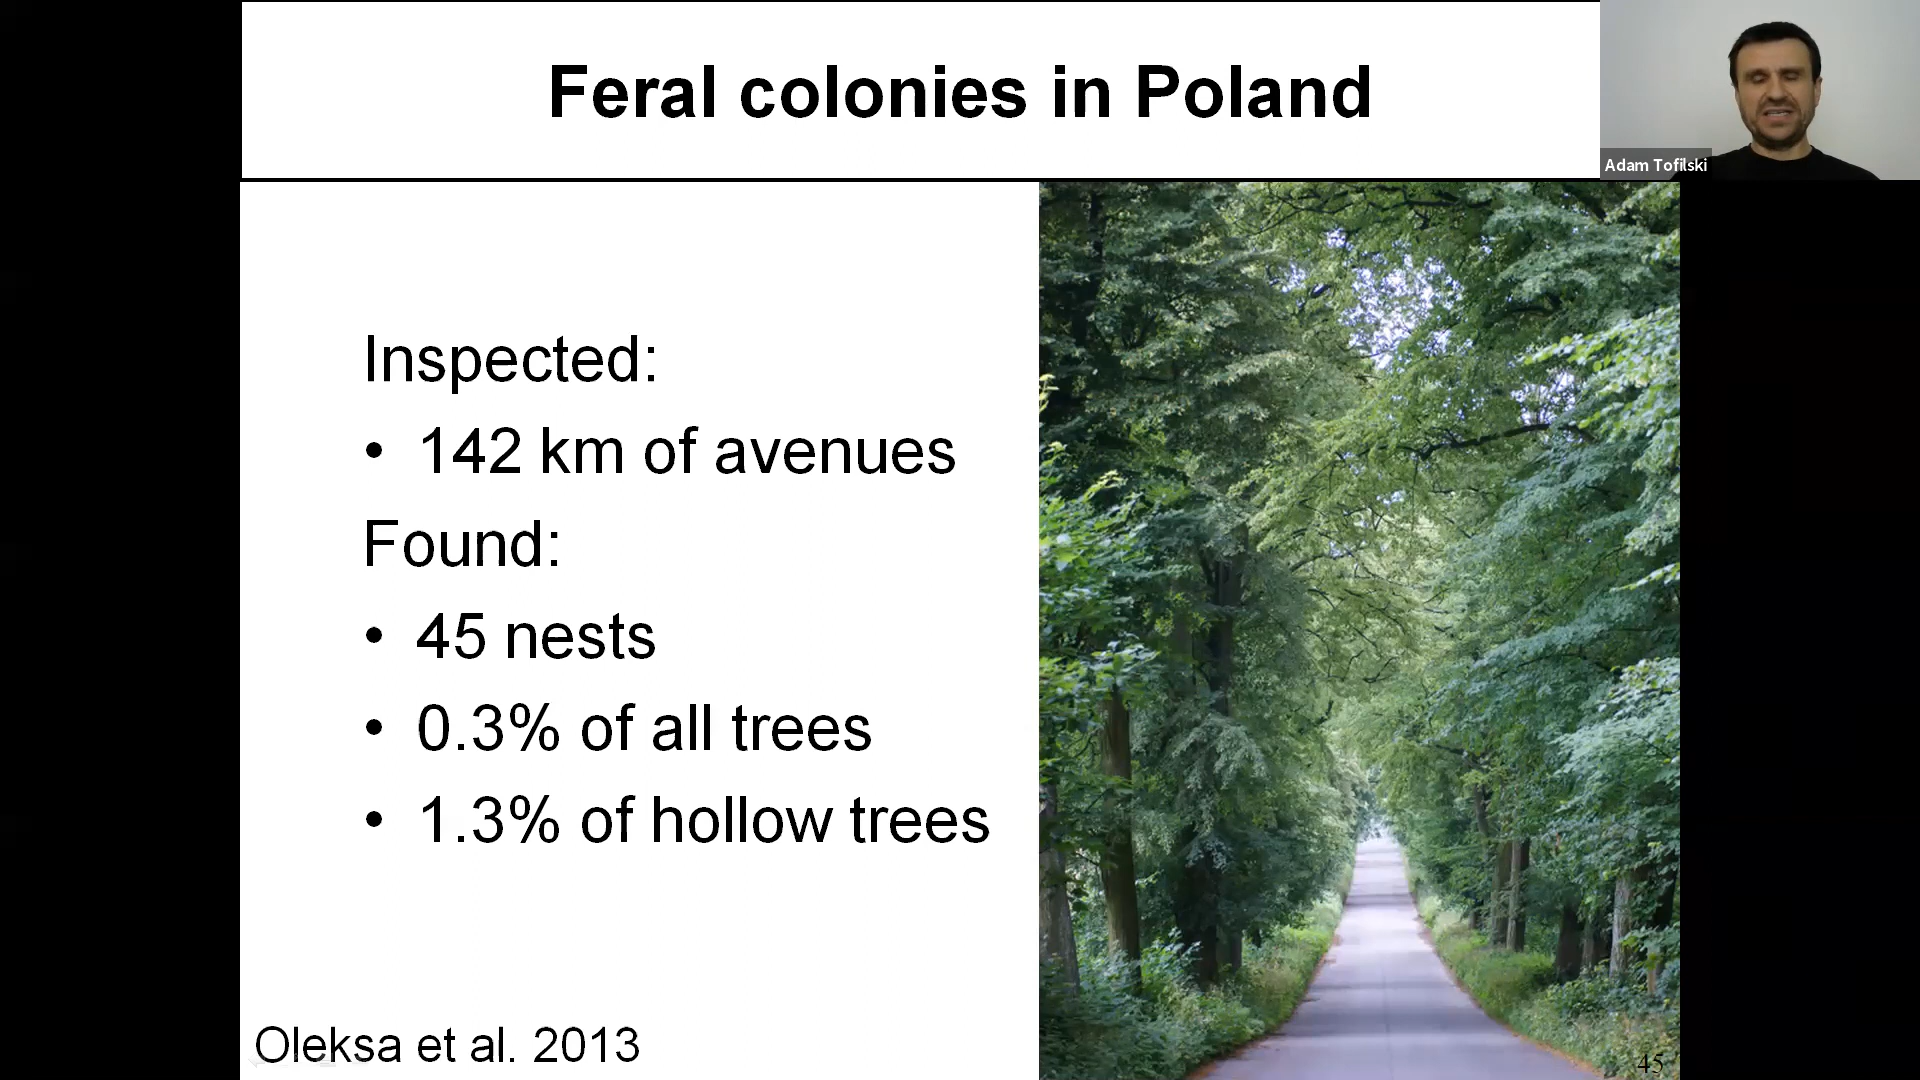 Feral colonies in Poland
Adam Tofilski
Inspected:
• 142 km of avenues
Found:
• 45 nests
• 0.3% of all trees
• 1.3% of hollow trees
Oleksa et al. 2013
45